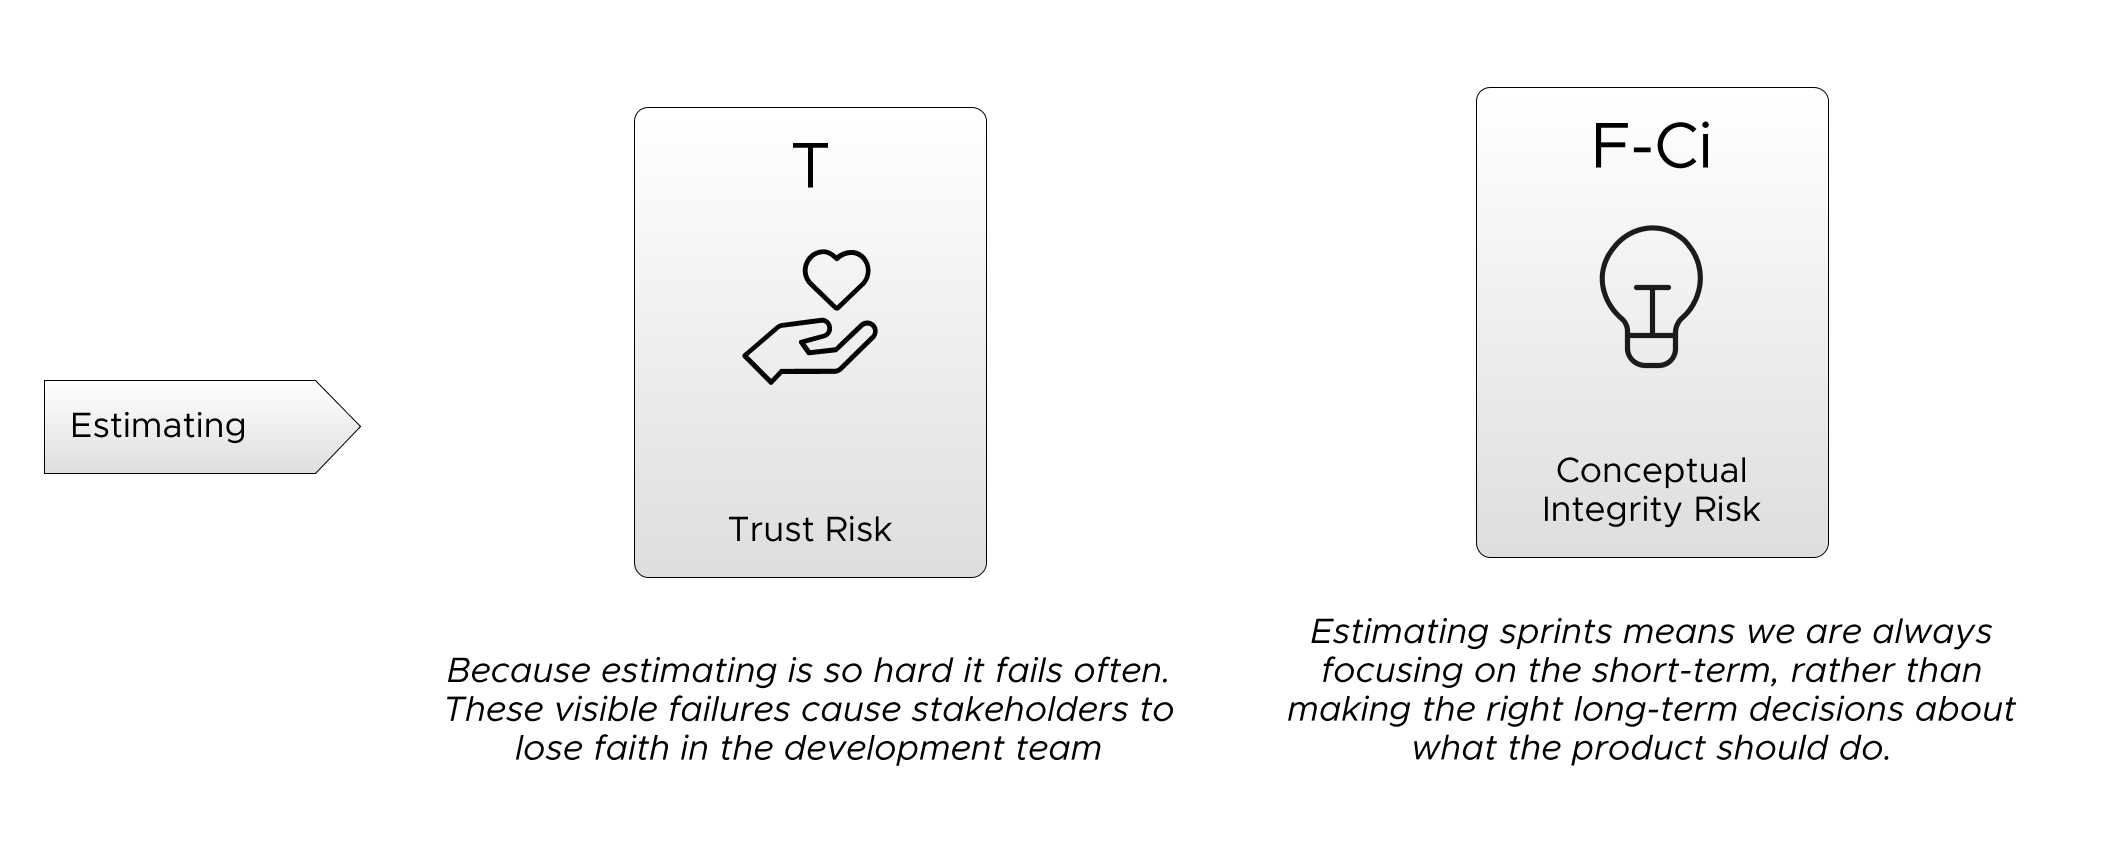 Estimating
T
Trust Risk
Because estimating is so hard it fails often.
These visible failures cause stakeholders to
lose faith in the development team
F-Ci
Conceptual
Integrity Risk
Estimating sprints means we are always
focusing on the short-term, rather than
making the right long-term decisions about
what the product should do.